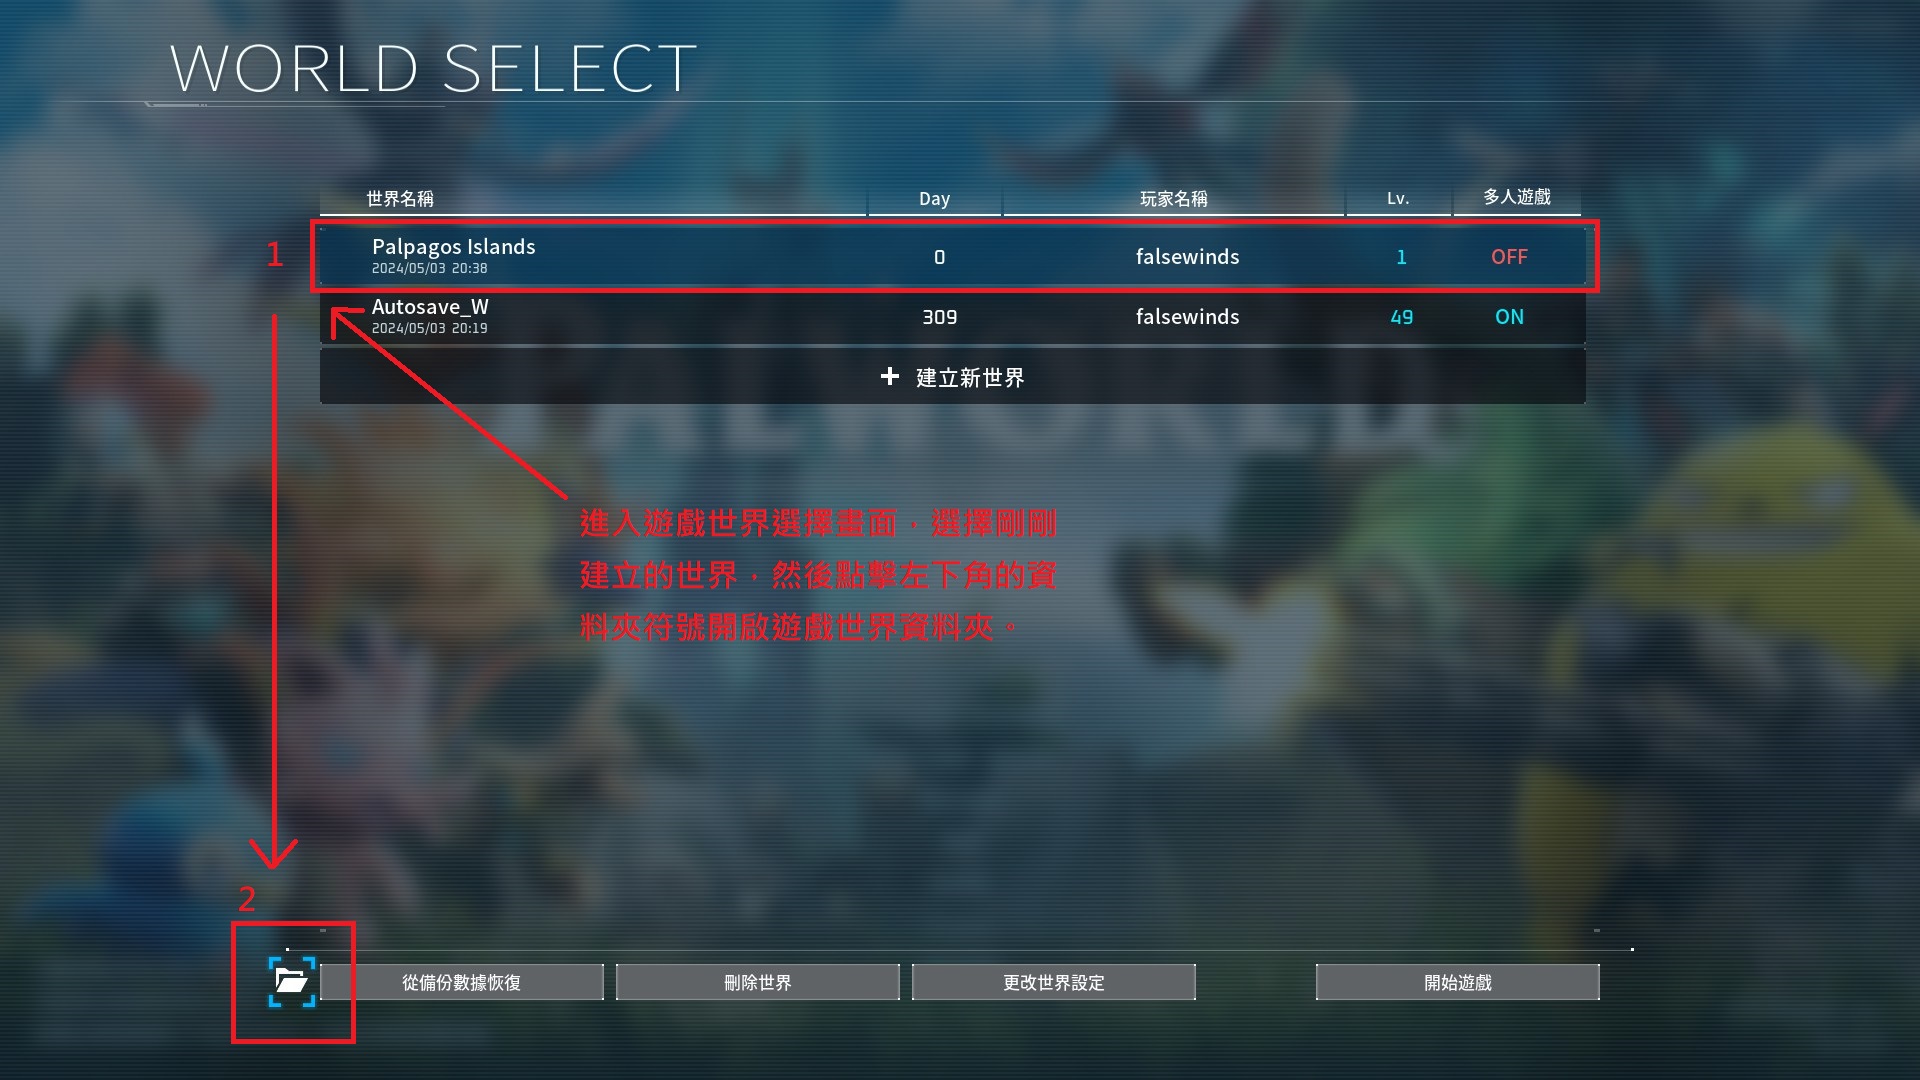 WORLD SELECT
世界名稱 Day 玩家名稱 Lv. 多人遊戲
1
Palpagos Islands 0 falsewinds 1 OFF
2024/05/03 20:38
Autosave_W 309 falsewinds 49 ON
2024/05/03 20:19
+ 建立新世界
進入遊戲世界選擇畫面，選擇剛剛
建立的世界，然後點擊左下角的資
料夾符號開啟遊戲世界資料夾。
2
從備份數據恢復 刪除世界 更改世界設定 開始遊戲